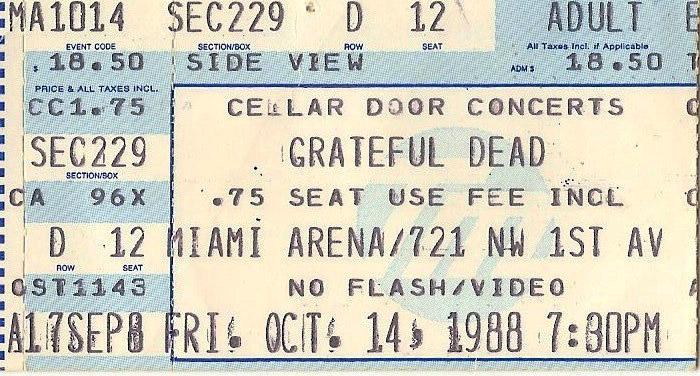 MA1014 SEC229 D 12 ADULT
EVENT CODE SECTION/BOX ROW SEAT All Taxes Incl. if Applicable
$ 18.50 SIDE VIEW ADM$ 18.50
PRICE & ALL TAXES INCL.
CC1.75 CELLAR DOOR CONCERTS
SEC229 GRATEFUL DEAD
SECTION/BOX
CA 96X .75 SEAT USE FEE INCL
D 12 MIAMI ARENA/721 NW 1ST AV
ROW SEAT
OST1143 NO FLASH/VIDEO
A17SEP8 FRI. OCT. 14, 1988 7:30PM